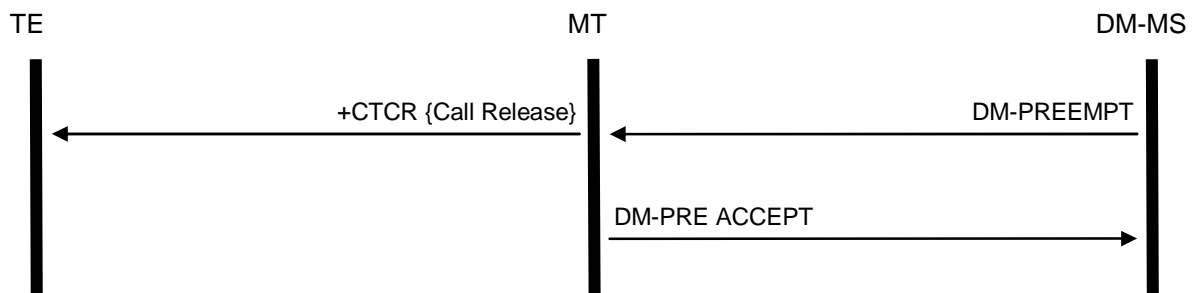 TE MT DM-MS
+CTCR {Call Release} DM-PREEMPT
DM-PRE ACCEPT